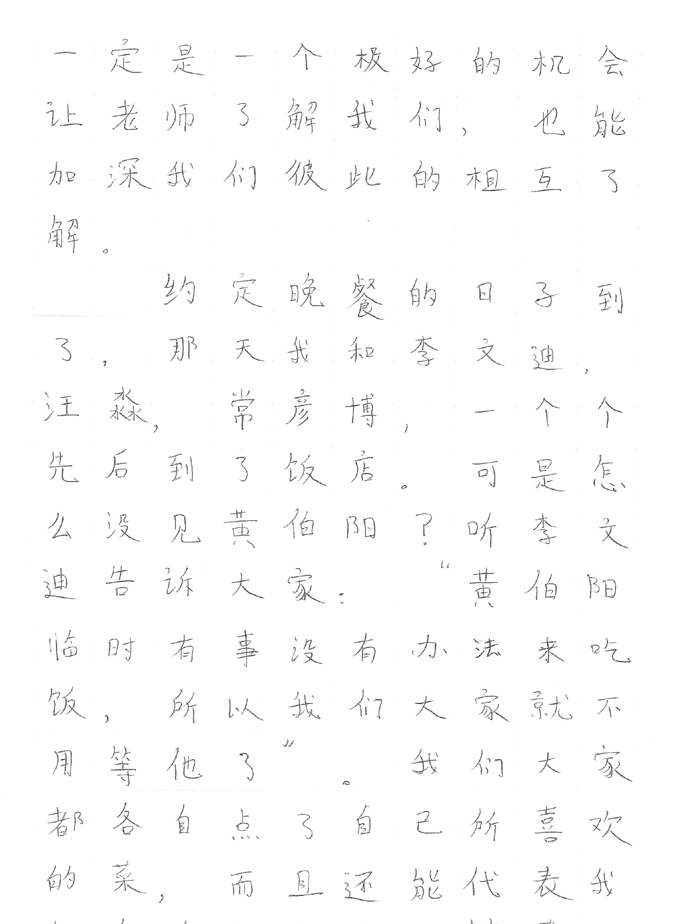 一定是一个极好的机会
让老师了解我们，也能
加深我们彼此的相互了
解。
约定晚餐的日子到
了，那天我和李文迪，
汪淼，常彦博，一个个
先后到了饭店。可是怎
么没见黄伯阳？听李文
迪告诉大家：“黄伯阳
临时有事没有办法来吃
饭，所以我们大家就不
用等他了”。我们大家
都各自点了自己所喜欢
的菜，而且还能代表我